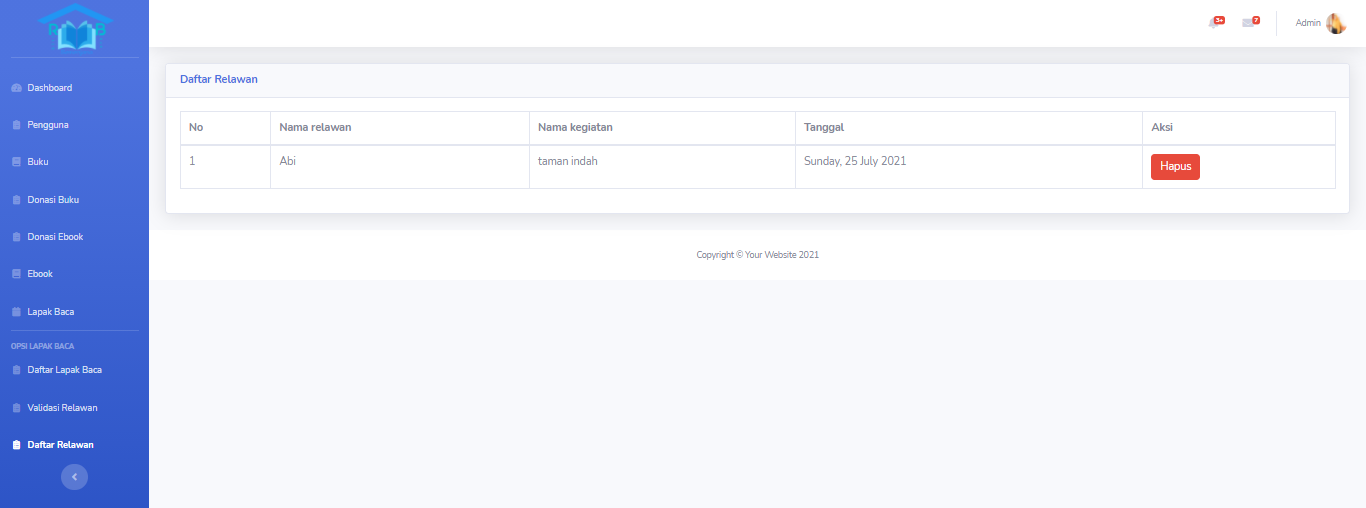 R B
3+
7
Admin
Dashboard
Pengguna
Buku
Donasi Buku
Donasi Ebook
Ebook
Lapak Baca
OPSI LAPAK BACA
Daftar Lapak Baca
Validasi Relawan
Daftar Relawan
Daftar Relawan
No Nama relawan Nama kegiatan Tanggal Aksi
1 Abi taman indah Sunday, 25 July 2021 Hapus
Copyright © Your Website 2021